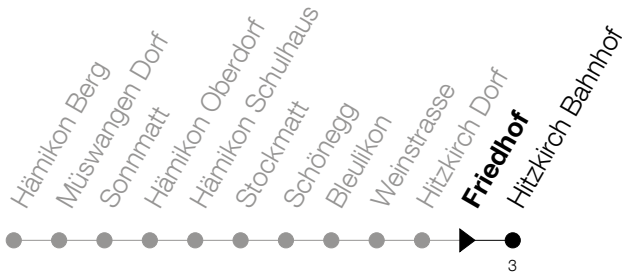 Hämikon Berg
Müswangen Dorf
Sonnmatt
Hämikon Oberdorf
Hämikon Schulhaus
Stockmatt
Schönegg
Bleulikon
Weinstrasse
Hitzkirch Dorf
Friedhof
Hitzkirch Bahnhof
3